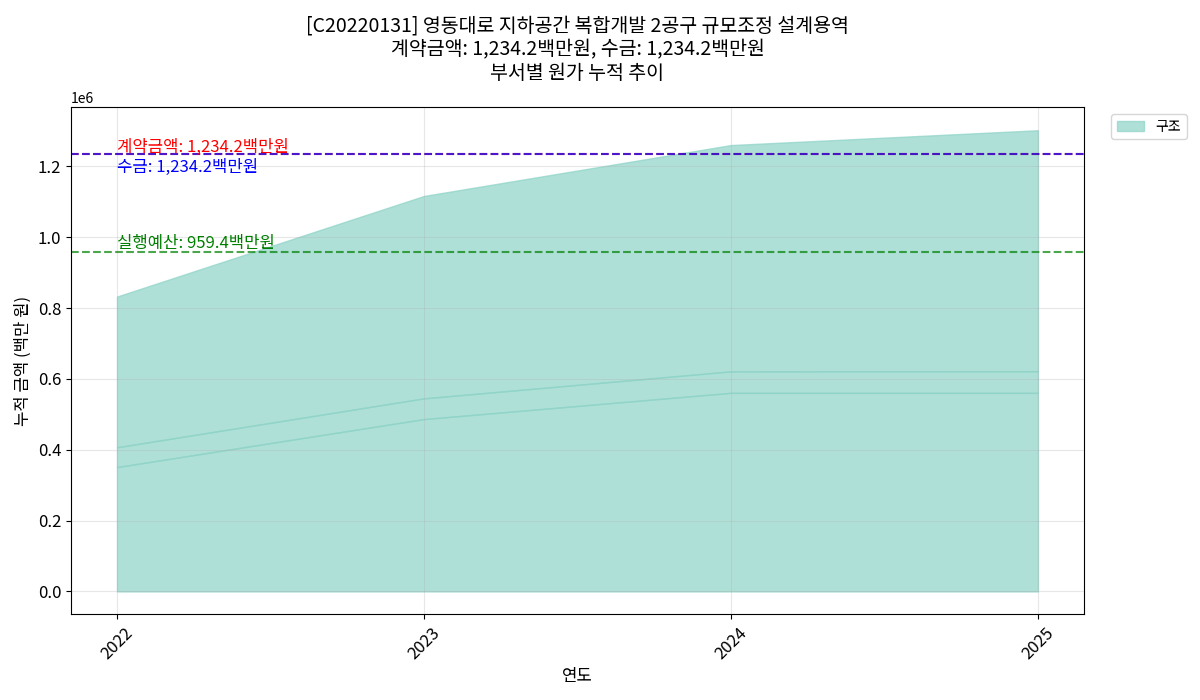 [C20220131] 영동대로 지하공간 복합개발 2공구 규모조정 설계용역
계약금액: 1,234.2백만원, 수금: 1,234.2백만원
부서별 원가 누적 추이
1e6
구조
계약금액: 1,234.2백만원
수금: 1,234.2백만원
실행예산: 959.4백만원
1.2
1.0
0.8
0.6
0.4
0.2
0.0
누적 금액 (백만 원)
2022
2023
2024
2025
연도